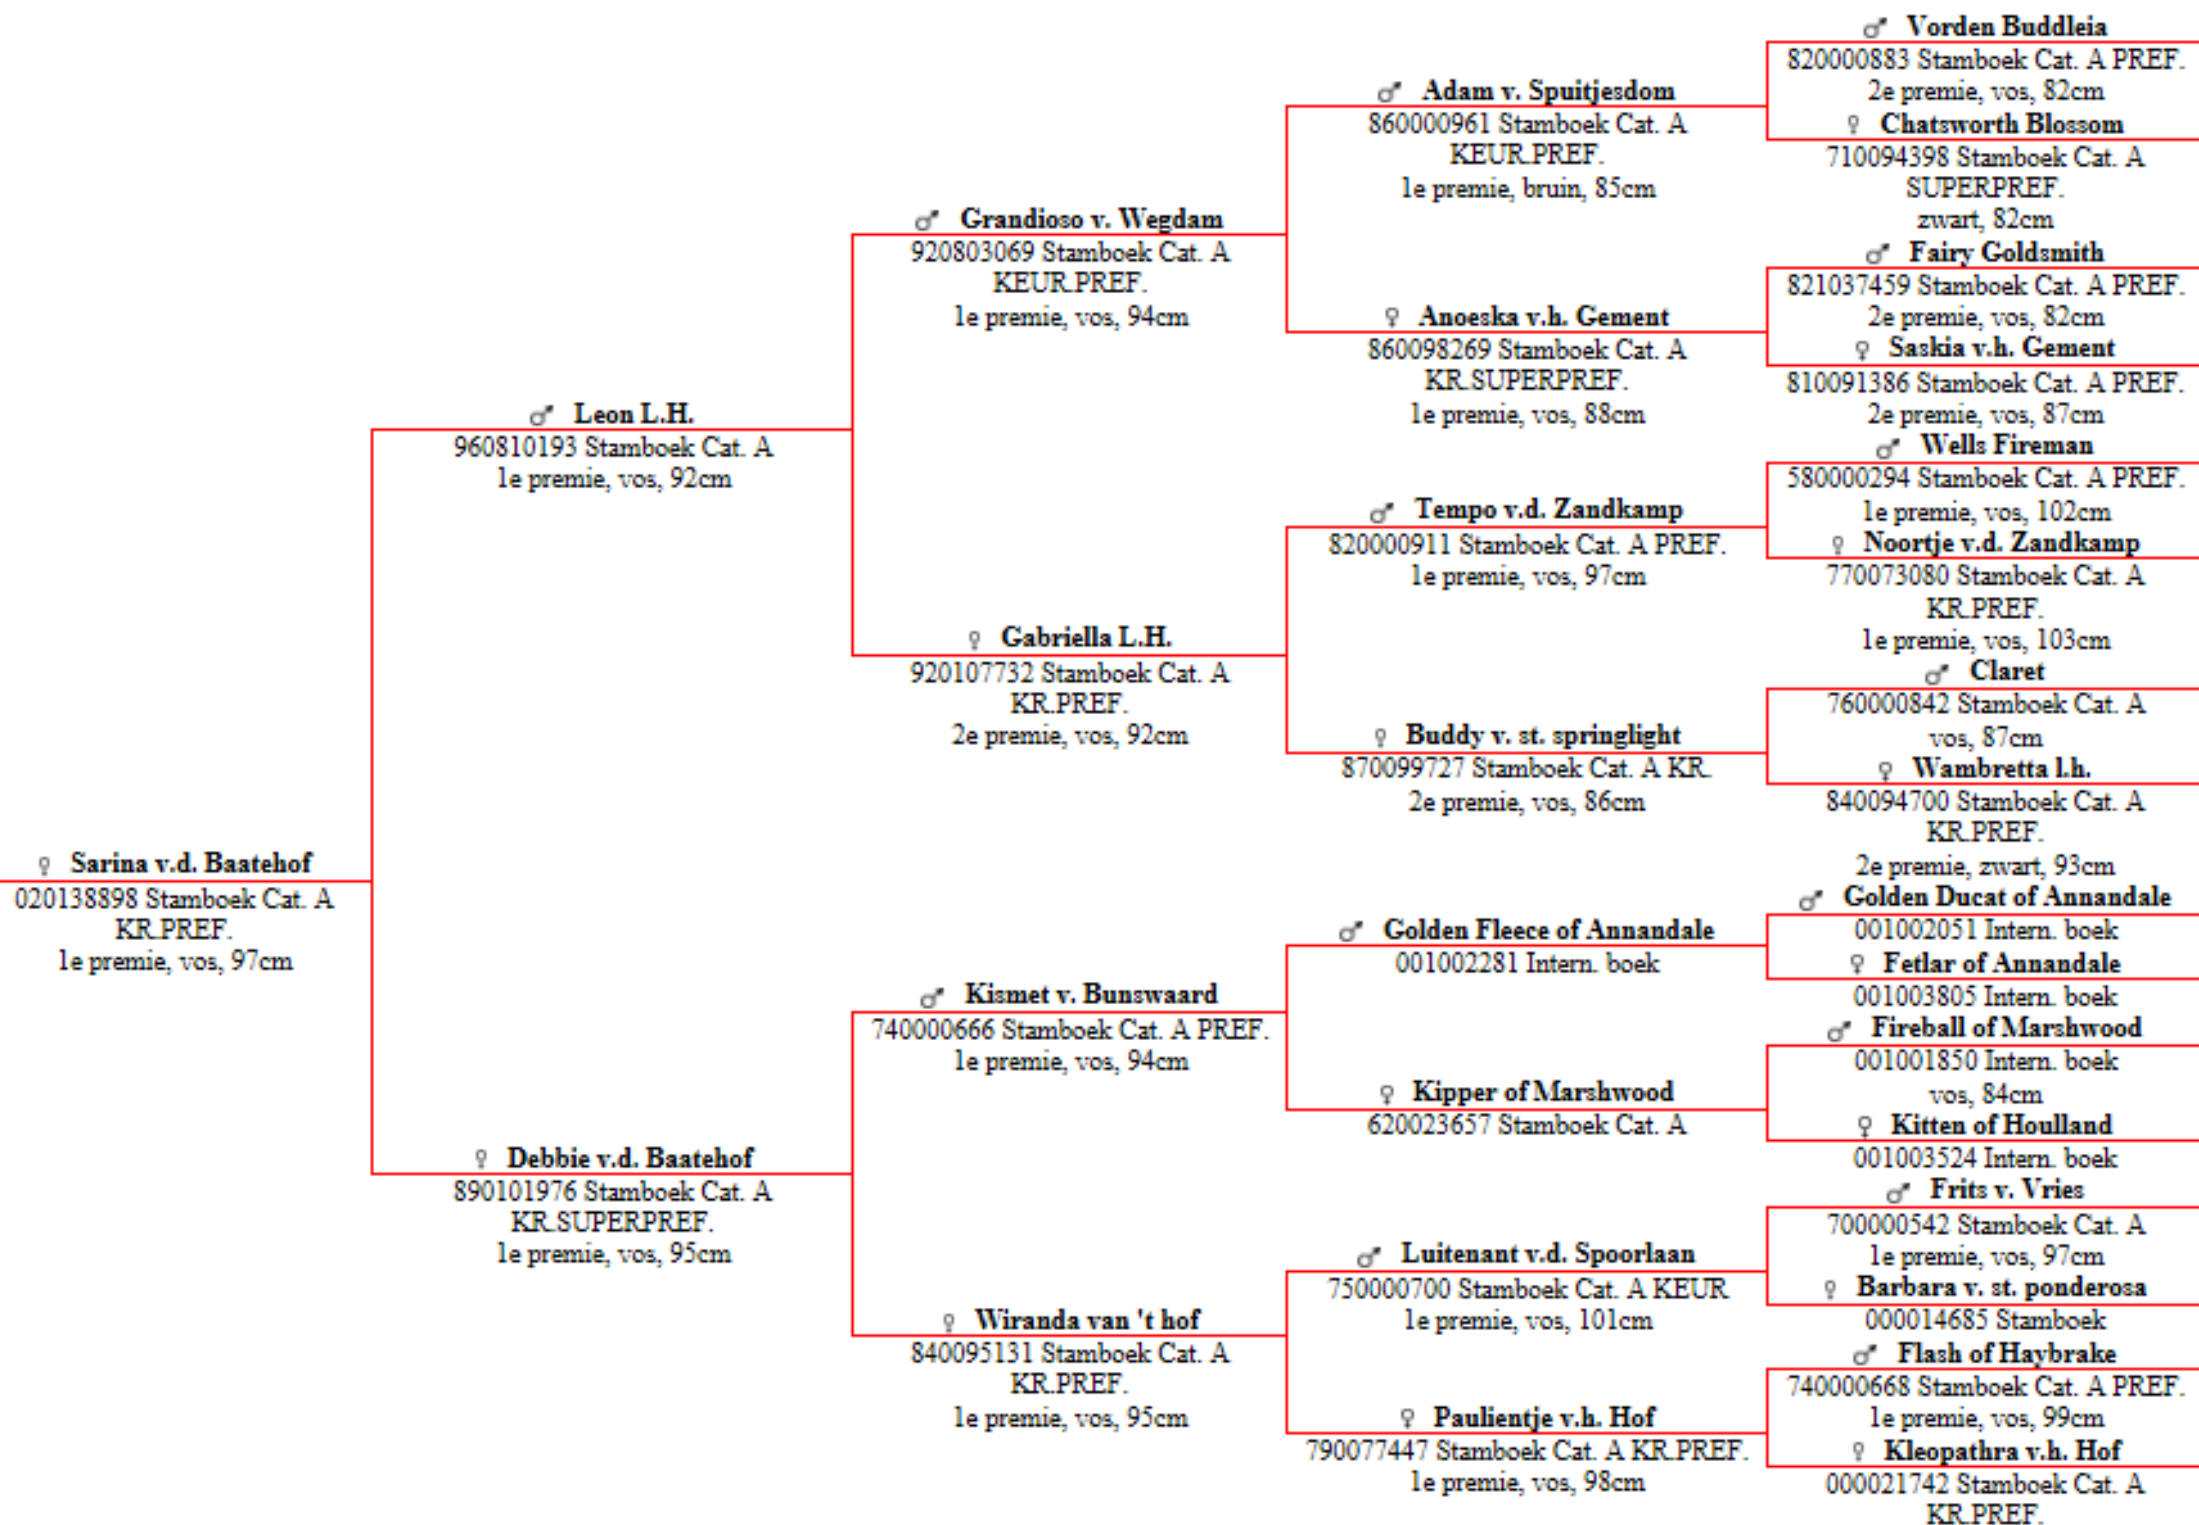 Sarina v.d. Baatehof
020138898 Stamboek Cat. A
KR.PREF.
1e premie, vos, 97cm
Leon L.H.
960810193 Stamboek Cat. A
1e premie, vos, 92cm
Debbie v.d. Baatehof
890101976 Stamboek Cat. A
KR.SUPERPREF.
1e premie, vos, 95cm
Grandioso v. Wegdam
920803069 Stamboek Cat. A
KEUR.PREF.
1e premie, vos, 94cm
Gabriella L.H.
920107732 Stamboek Cat. A
KR.PREF.
2e premie, vos, 92cm
Kismet v. Bunswaard
740000666 Stamboek Cat. A PREF.
1e premie, vos, 94cm
Wiranda van 't hof
840095131 Stamboek Cat. A
KR.PREF.
1e premie, vos, 95cm
Adam v. Spuitjesdom
860000961 Stamboek Cat. A
KEUR.PREF.
1e premie, bruin, 85cm
Anoeska v.h. Gement
860098269 Stamboek Cat. A
KR.SUPERPREF.
1e premie, vos, 88cm
Tempo v.d. Zandkamp
820000911 Stamboek Cat. A PREF.
1e premie, vos, 97cm
Buddy v. st. springlight
870099727 Stamboek Cat. A KR.
2e premie, vos, 86cm
Golden Fleece of Annandale
001002281 Intern. boek
Kipper of Marshwood
620023657 Stamboek Cat. A
Luitenant v.d. Spoorlaan
750000700 Stamboek Cat. A KEUR
1e premie, vos, 101cm
Paulientje v.h. Hof
790077447 Stamboek Cat. A KR.PREF.
1e premie, vos, 98cm
Vorden Buddleia
820000883 Stamboek Cat. A PREF.
2e premie, vos, 82cm
Chatsworth Blossom
710094398 Stamboek Cat. A
SUPERPREF.
zwart, 82cm
Fairy Goldsmith
821037459 Stamboek Cat. A PREF.
2e premie, vos, 82cm
Saskia v.h. Gement
810091386 Stamboek Cat. A PREF.
2e premie, vos, 87cm
Wells Fireman
580000294 Stamboek Cat. A PREF.
1e premie, vos, 102cm
Noortje v.d. Zandkamp
770073080 Stamboek Cat. A
KR.PREF.
1e premie, vos, 103cm
Claret
760000842 Stamboek Cat. A
vos, 87cm
Wambretta l.h.
840094700 Stamboek Cat. A
KR.PREF.
2e premie, zwart, 93cm
Golden Ducat of Annandale
001002051 Intern. boek
Fetlar of Annandale
001003805 Intern. boek
Fireball of Marshwood
001001850 Intern. boek
vos, 84cm
Kitten of Houlland
001003524 Intern. boek
Frits v. Vries
700000542 Stamboek Cat. A
1e premie, vos, 97cm
Barbara v. st. ponderosa
000014685 Stamboek
Flash of Haybrake
740000668 Stamboek Cat. A PREF.
1e premie, vos, 99cm
Kleopathra v.h. Hof
000021742 Stamboek Cat. A
KR.PREF.